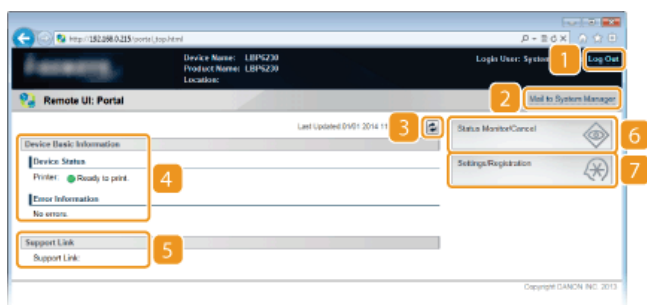 http://192.168.0.215/portal_top.html
Device Name: LBP6230
Product Name: LBP6230
Location:
Login User: System
1
Log Out
Remote UI: Portal
2
Mail to System Manager
Last Updated:01/01 2014 11
3
Device Basic Information
Device Status
Printer: Ready to print.
4
Error Information
No errors.
Support Link
5
Support Link:
Status Monitor/Cancel
6
Settings/Registration
7
Copyright CANON INC. 2013